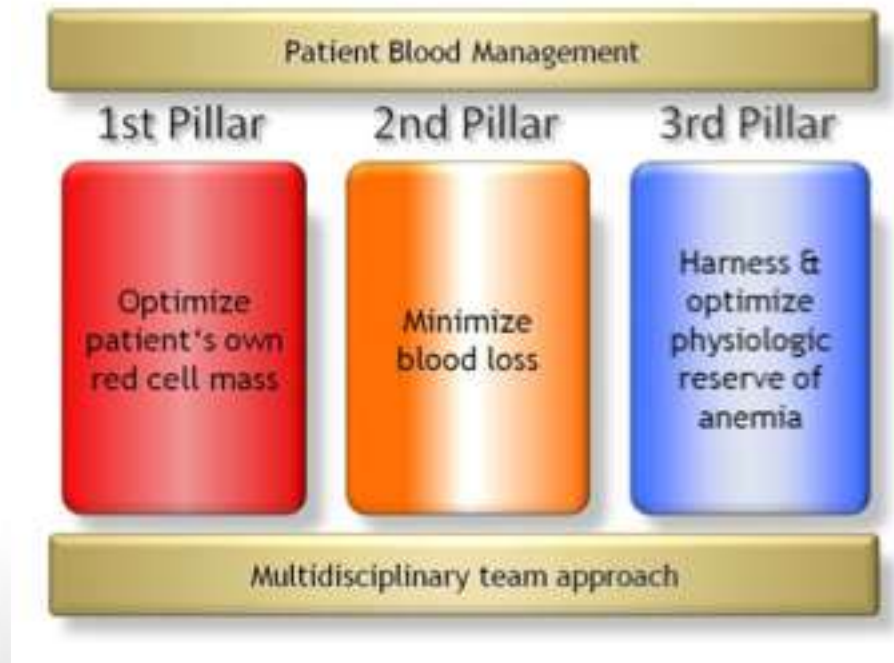 Patient Blood Management
1st Pillar
2nd Pillar
3rd Pillar
Optimize
patient‘s own
red cell mass
Minimize
blood loss
Harness &
optimize
physiologic
reserve of
anemia
Multidisciplinary team approach